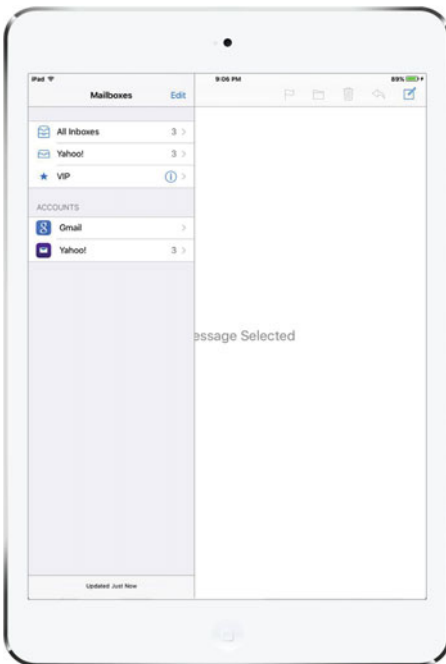 iPad 9:06 PM 89%
Mailboxes Edit
All Inboxes 3
Yahoo! 3
VIP
ACCOUNTS
8 Gmail
Yahoo! 3
essage Selected
Updated Just Now